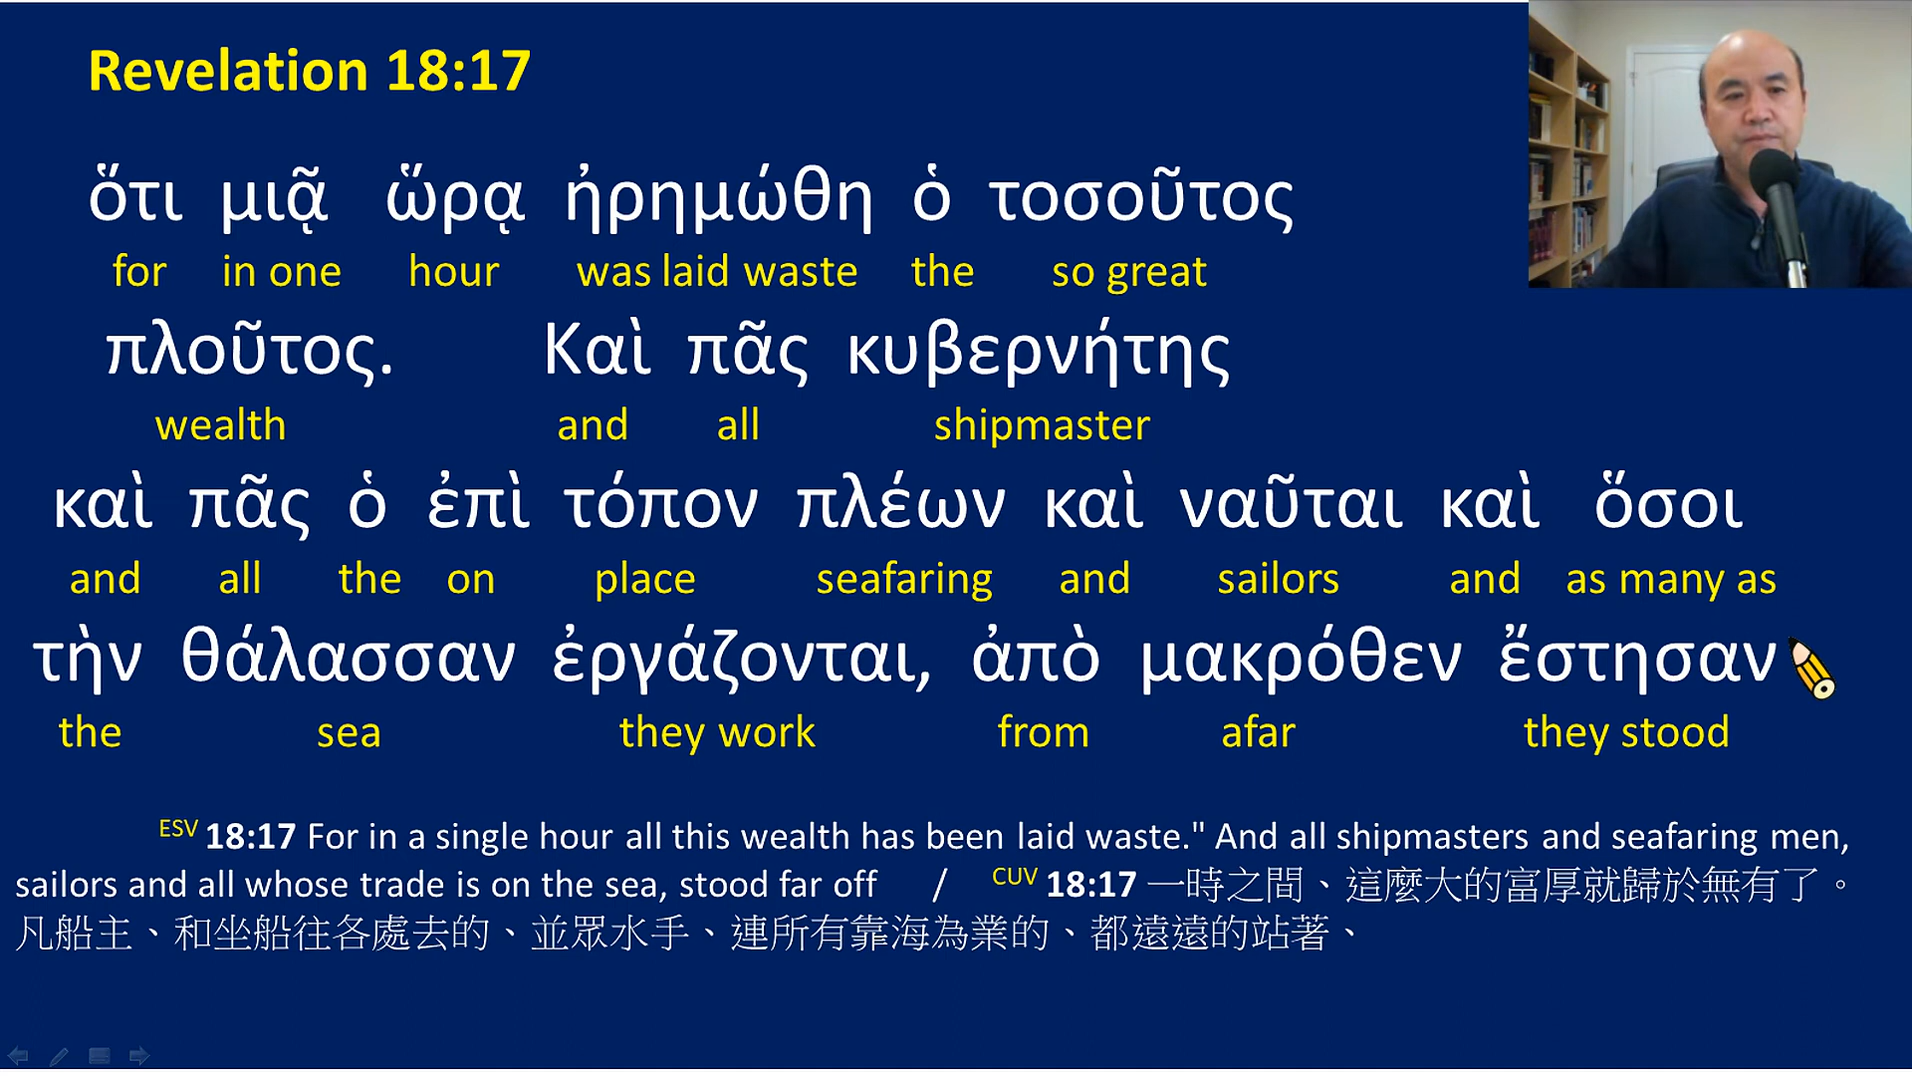 Revelation 18:17
ὅτι μιᾷ ὥρᾳ ἠρημώθη ὁ τοσοῦτος
for in one hour was laid waste the so great
πλοῦτος. Καὶ πᾶς κυβερνήτης
wealth and all shipmaster
καὶ πᾶς ὁ ἐπὶ τόπον πλέων καὶ ναῦται καὶ ὅσοι
and all the on place seafaring and sailors and as many as
τὴν θάλασσαν ἐργάζονται, ἀπὸ μακρόθεν ἔστησαν
the sea they work from afar they stood
ESV 18:17 For in a single hour all this wealth has been laid waste." And all shipmasters and seafaring men,
sailors and all whose trade is on the sea, stood far off / CUV 18:17 一時之間、這麼大的富厚就歸於無有了。
凡船主、和坐船往各處去的、並眾水手、連所有靠海為業的、都遠遠的站著、